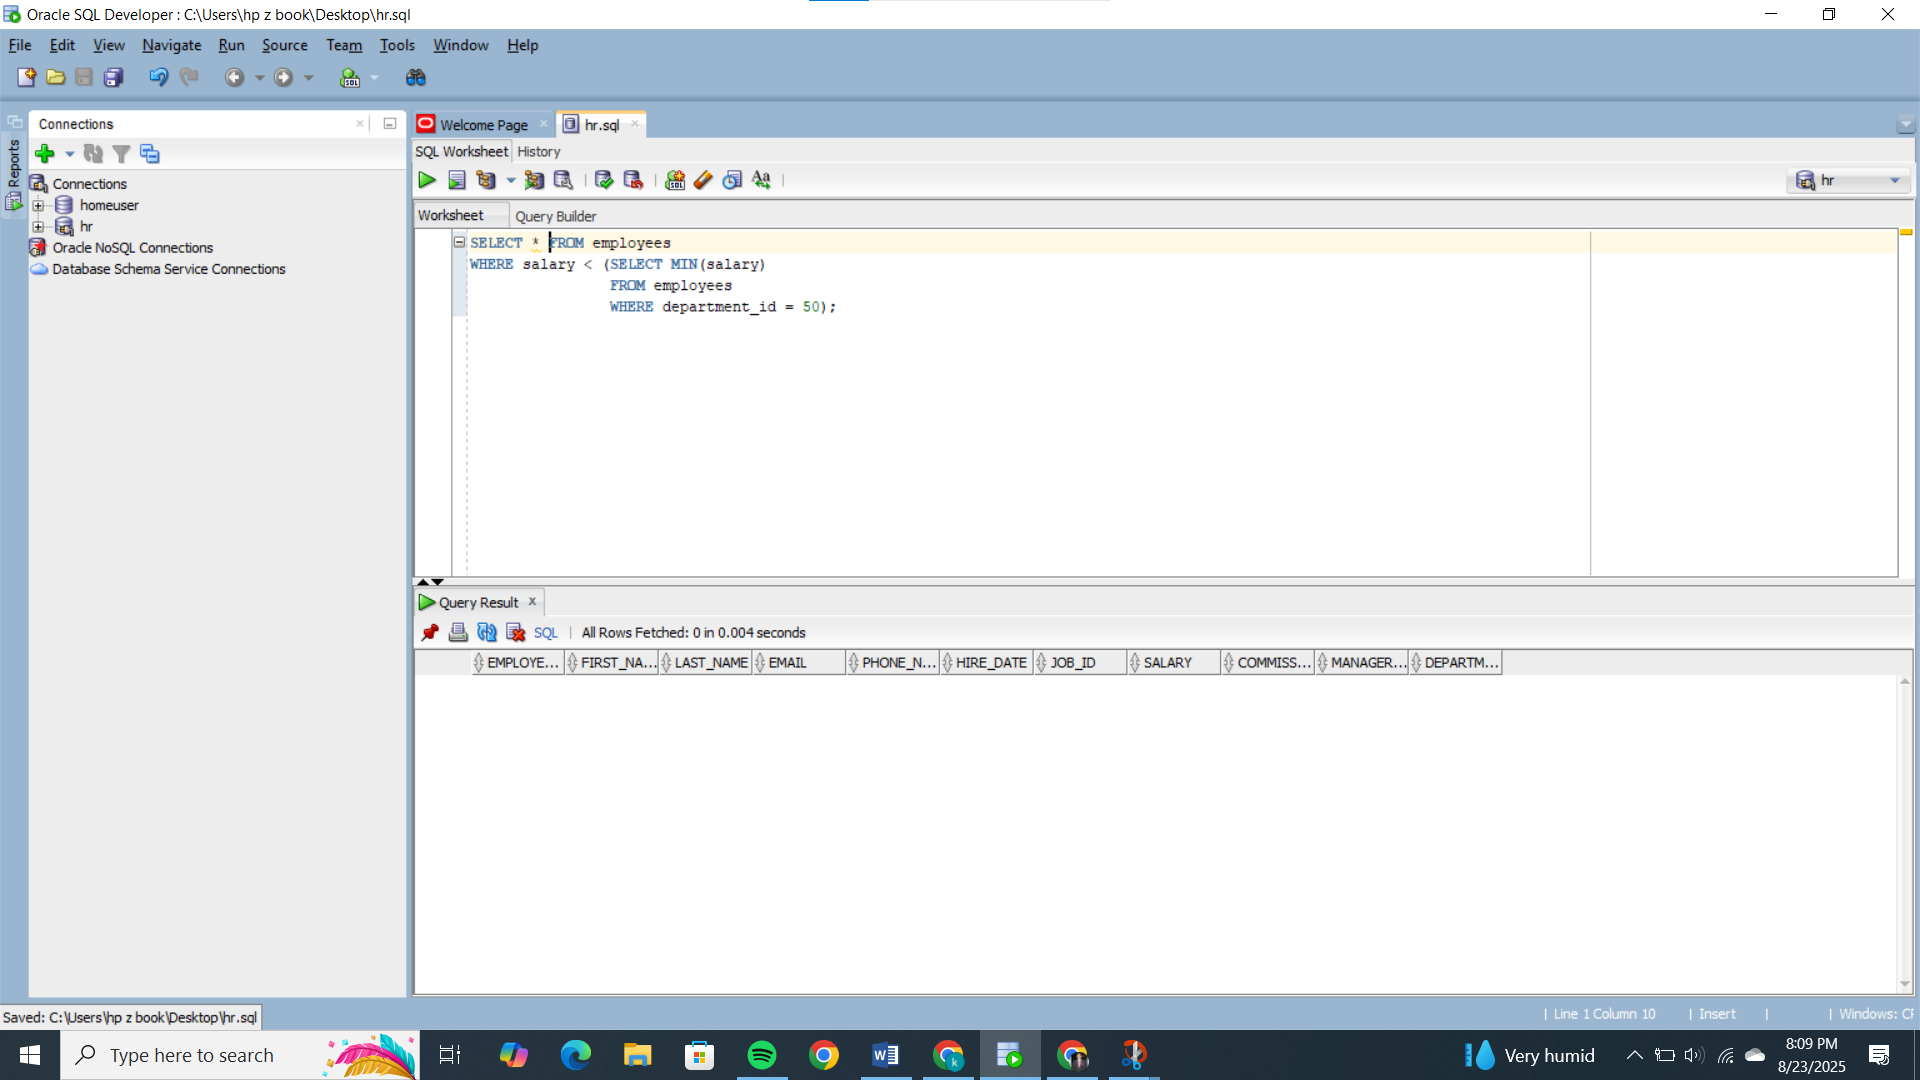 Oracle SQL Developer : C:\Users\hp z book\Desktop\hr.sql
File Edit View Navigate Run Source Team Tools Window Help
Connections
Welcome Page
hr.sql
SQL Worksheet History
Reports
Connections
homeuser
hr
Oracle NoSQL Connections
Database Schema Service Connections
hr
Worksheet Query Builder
SELECT * FROM employees
WHERE salary < (SELECT MIN(salary)
FROM employees
WHERE department_id = 50);
Query Result
SQL | All Rows Fetched: 0 in 0.004 seconds
EMPLOYE... FIRST_NA... LAST_NAME EMAIL PHONE_N... HIRE_DATE JOB_ID SALARY COMMISS... MANAGER... DEPARTM...
Saved: C:\Users\hp z book\Desktop\hr.sql
| Line 1 Column 10 | Insert | | Windows: CF
Type here to search
Very humid
8:09 PM
8/23/2025